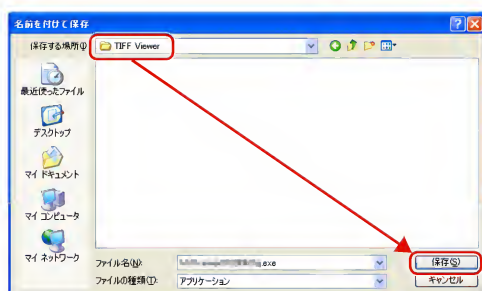 名前を付けて保存
保存する場所(I): TIFF Viewer
最近使ったファイル
デスクトップ
マイ ドキュメント
マイ コンピュータ
マイ ネットワーク
ファイル名(N): .exe
保存(S)
ファイルの種類(T): アプリケーション
キャンセル